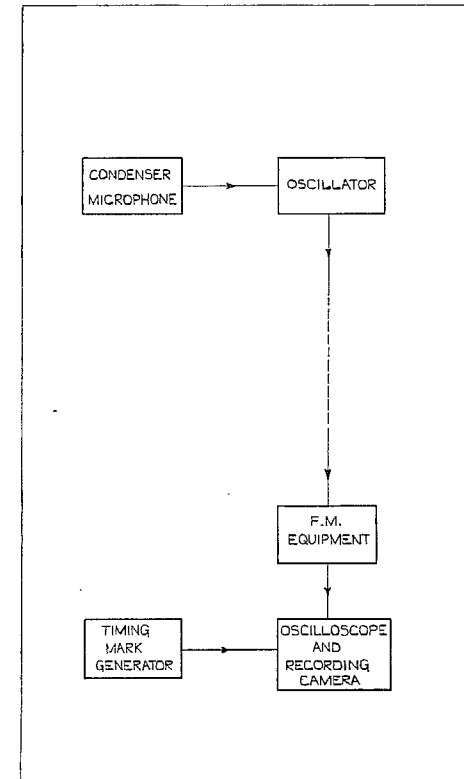 CONDENSER
MICROPHONE
OSCILLATOR
F.M.
EQUIPMENT
TIMING
MARK
GENERATOR
OSCILLOSCOPE
AND
RECORDING
CAMERA